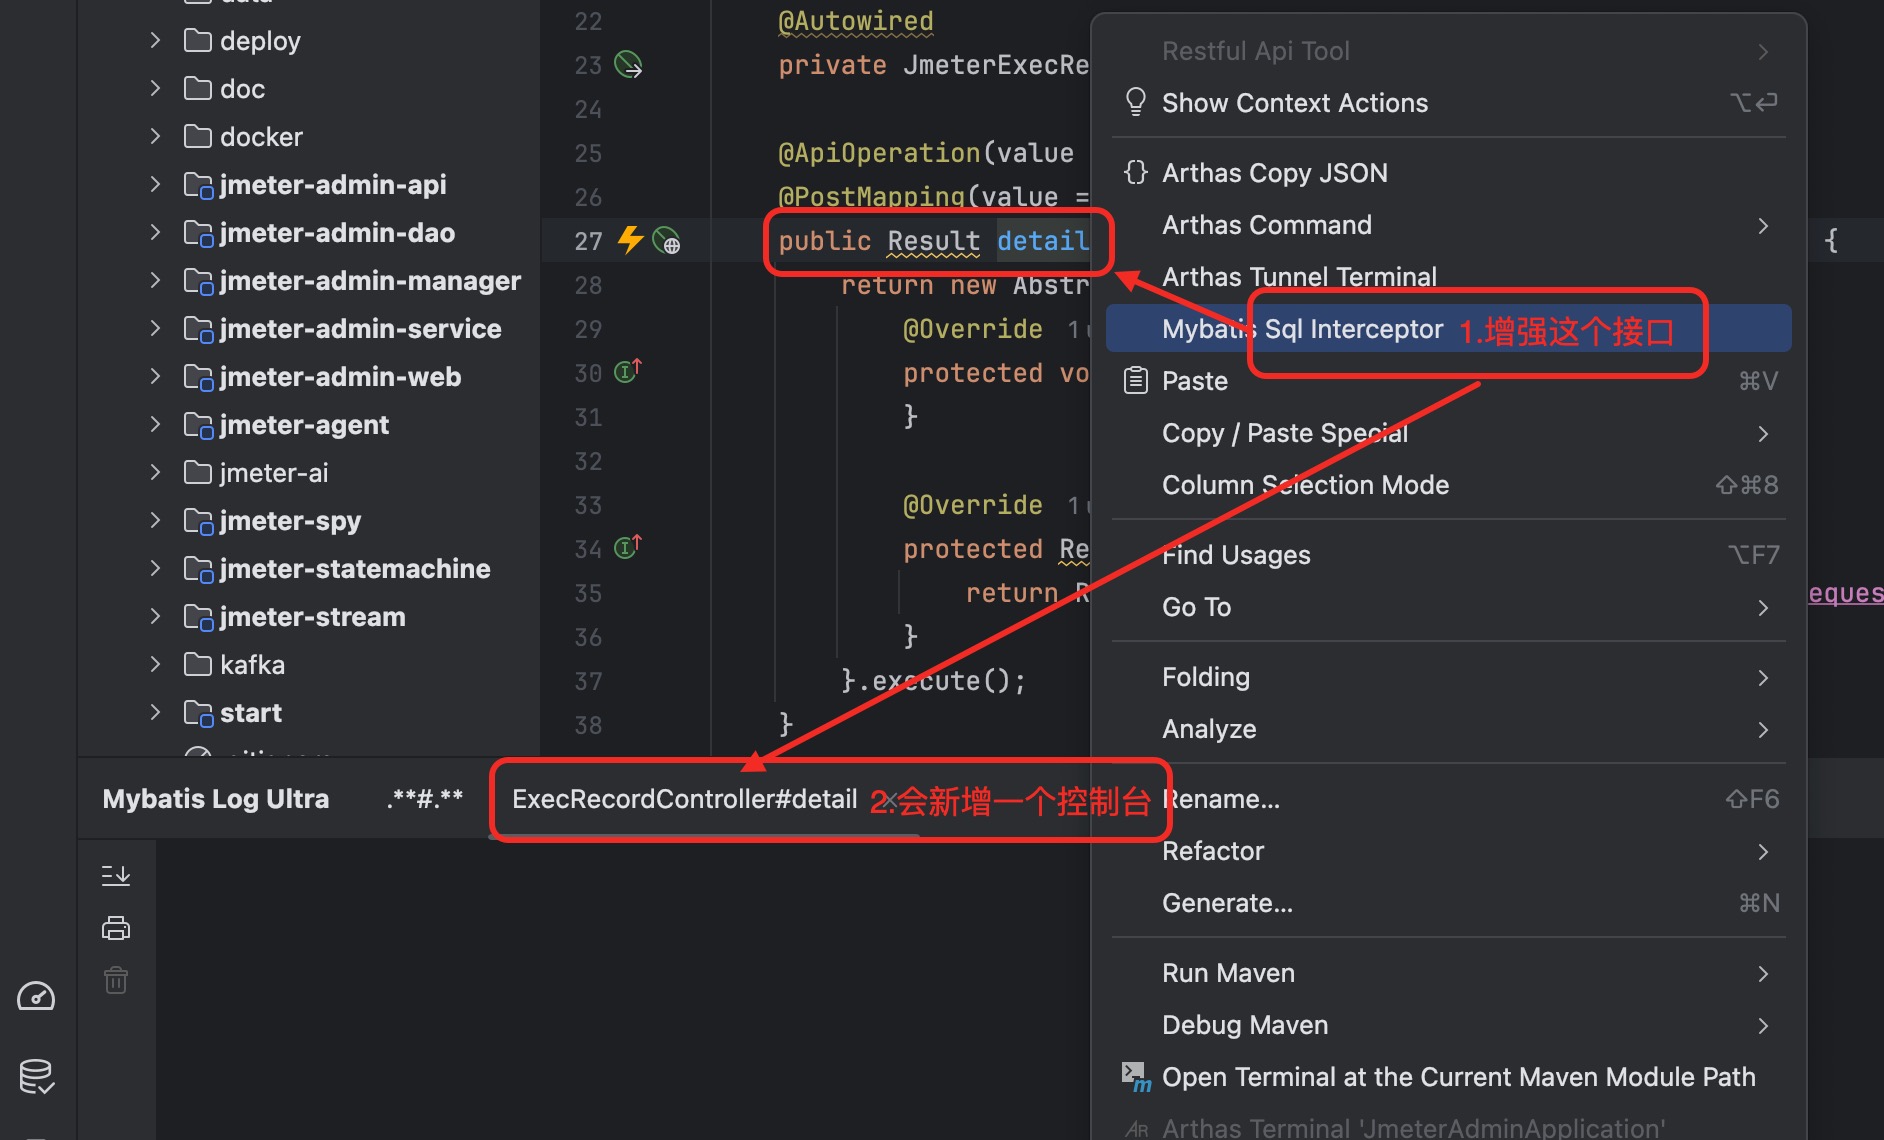 data
deploy
doc
docker
jmeter-admin-api
jmeter-admin-dao
jmeter-admin-manager
jmeter-admin-service
jmeter-admin-web
jmeter-agent
jmeter-ai
jmeter-spy
jmeter-statemachine
jmeter-stream
kafka
start
22 @Autowired
23 private JmeterExecRe
24
25 @ApiOperation(value
26 @PostMapping(value =
27 public Result detail {
28 return new Abstr
29 @Override 1
30 protected vo
31 }
32
33 @Override 1
34 protected Re
35 return R eques
36 }
37 }.execute();
38 }
Restful Api Tool
Show Context Actions ⌥⏎
Arthas Copy JSON
Arthas Command
Arthas Tunnel Terminal
Mybatis Sql Interceptor 1.增强这个接口
Paste ⌘V
Copy / Paste Special
Column Selection Mode ⇧⌘8
Find Usages ⌥F7
Go To
Folding
Analyze
Rename... ⇧F6
Refactor
Generate... ⌘N
Run Maven
Debug Maven
Open Terminal at the Current Maven Module Path
Arthas Terminal 'JmeterAdminApplication'
Mybatis Log Ultra .**#.** ExecRecordController#detail 2.会新增一个控制台